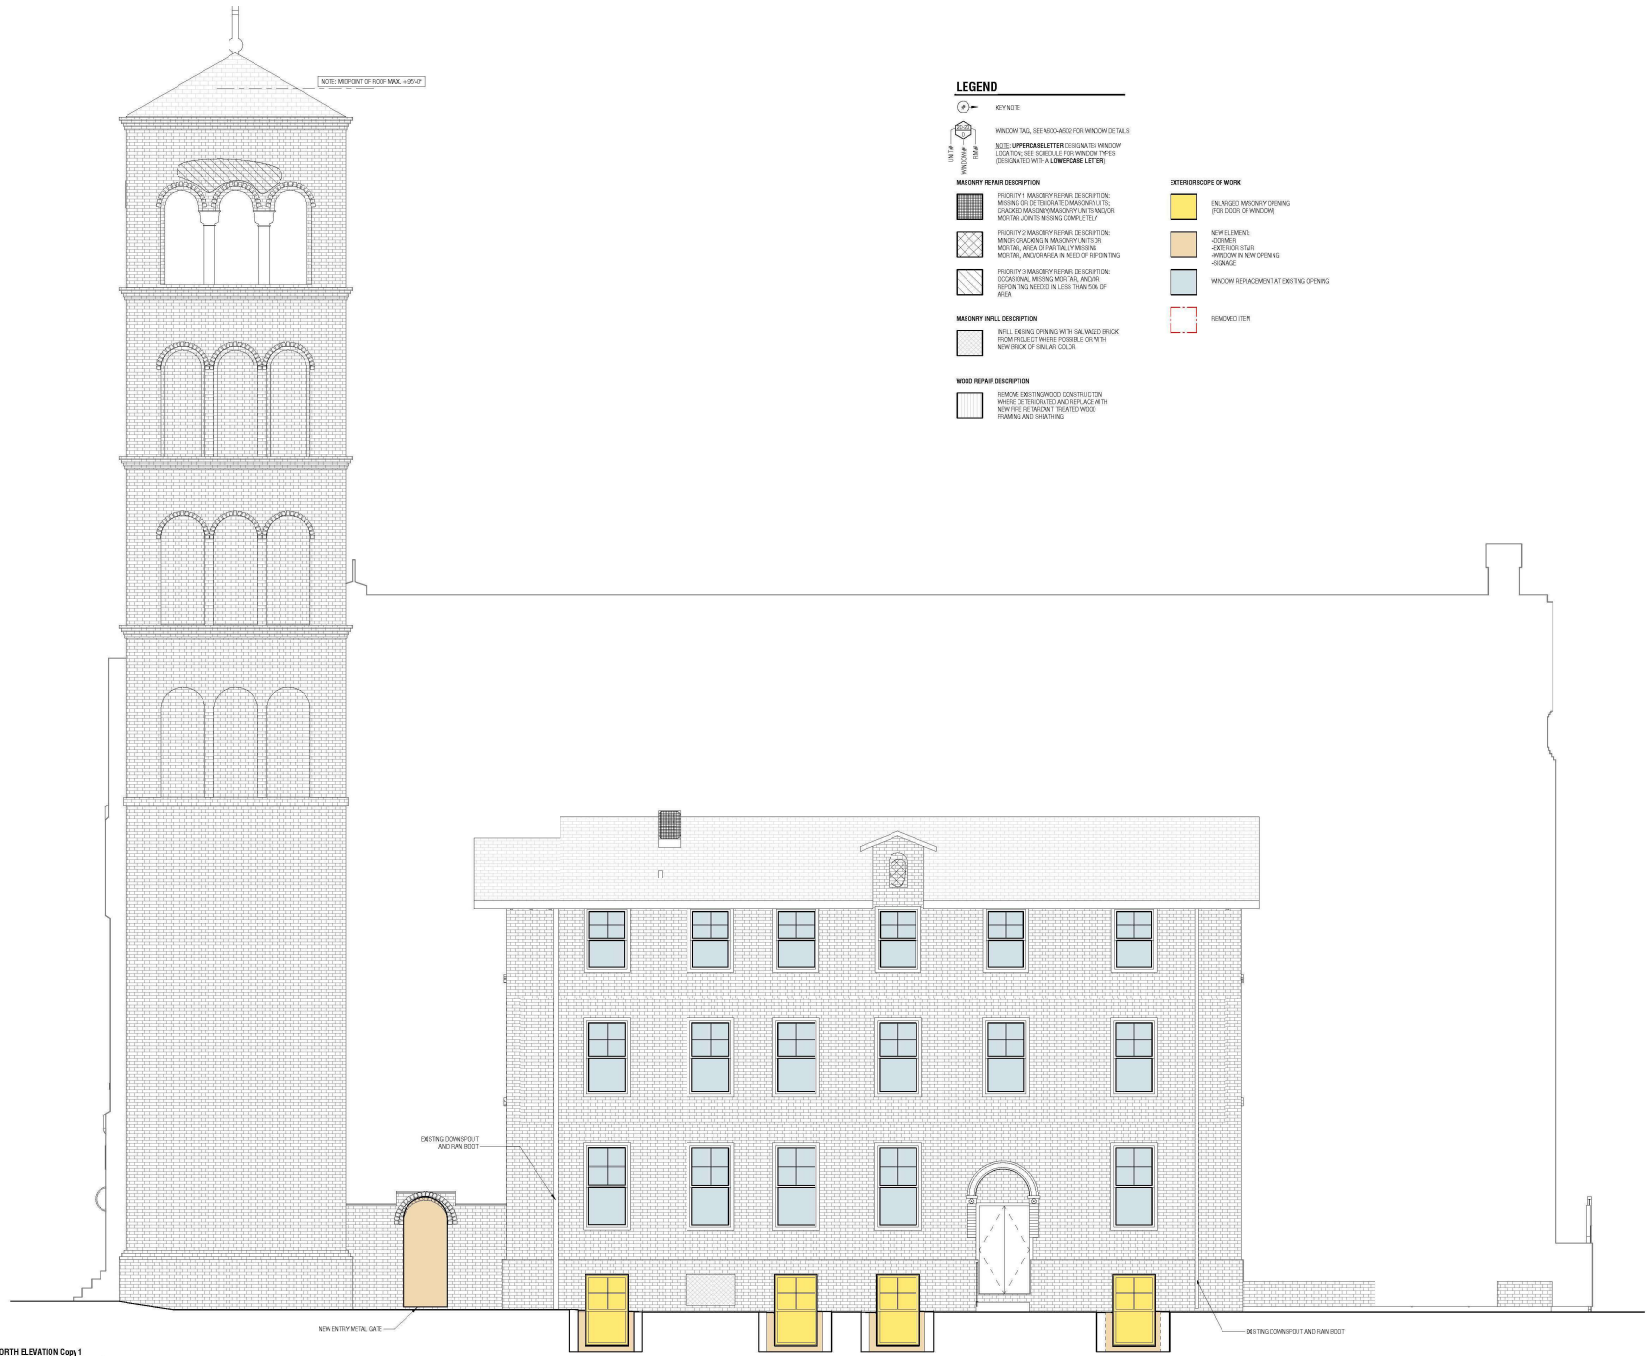 NOTE: MIDPOINT OF ROOF MAX. +95'-0"
LEGEND
#
KEYNOTE
UNIT#
WINDOW#
RM#
WINDOW TAG, SEE A600-A602 FOR WINDOW DETAILS
NOTE: UPPERCASE LETTER DESIGNATES WINDOW
LOCATION; SEE SCHEDULE FOR WINDOW TYPES
(DESIGNATED WITH A LOWERCASE LETTER)
MASONRY REPAIR DESCRIPTION
PRIORITY 1 MASONRY REPAIR DESCRIPTION:
MISSING OR DETERIORATED MASONRY UNITS;
CRACKED MASONRY/MASONRY UNITS AND/OR
MORTAR JOINTS MISSING COMPLETELY
PRIORITY 2 MASONRY REPAIR DESCRIPTION:
MINOR CRACKING IN MASONRY UNITS OR
MORTAR, AREA OF PARTIALLY MISSING
MORTAR, AND/OR AREA IN NEED OF REPOINTING
PRIORITY 3 MASONRY REPAIR DESCRIPTION:
OCCASIONAL MISSING MORTAR, AND/OR
REPOINTING NEEDED IN LESS THAN 50% OF
AREA
MASONRY INFILL DESCRIPTION
INFILL EXISING OPENING WITH SALVAGED BRICK
FROM PROJECT WHERE POSSIBLE OR WITH
NEW BRICK OF SIMILAR COLOR.
WOOD REPAIR DESCRIPTION
REMOVE EXISTING WOOD CONSTRUCTION
WHERE DETERIORATED AND REPLACE WITH
NEW FIRE RETARDANT TREATED WOOD
FRAMING AND SHEATHING
EXTERIOR SCOPE OF WORK
ENLARGED MASONRY OPENING
(FOR DOOR OF WINDOW)
NEW ELEMENT:
-DORMER
-EXTERIOR STAIR
-WINDOW IN NEW OPENING
-SIGNAGE
WINDOW REPLACEMENT AT EXISTING OPENING
REMOVED ITEM
EXISTING DOWNSPOUT
AND RAIN BOOT
NEW ENTRY METAL GATE
EXISTING DOWNSPOUT AND RAIN BOOT
ORTH ELEVATION Copy 1